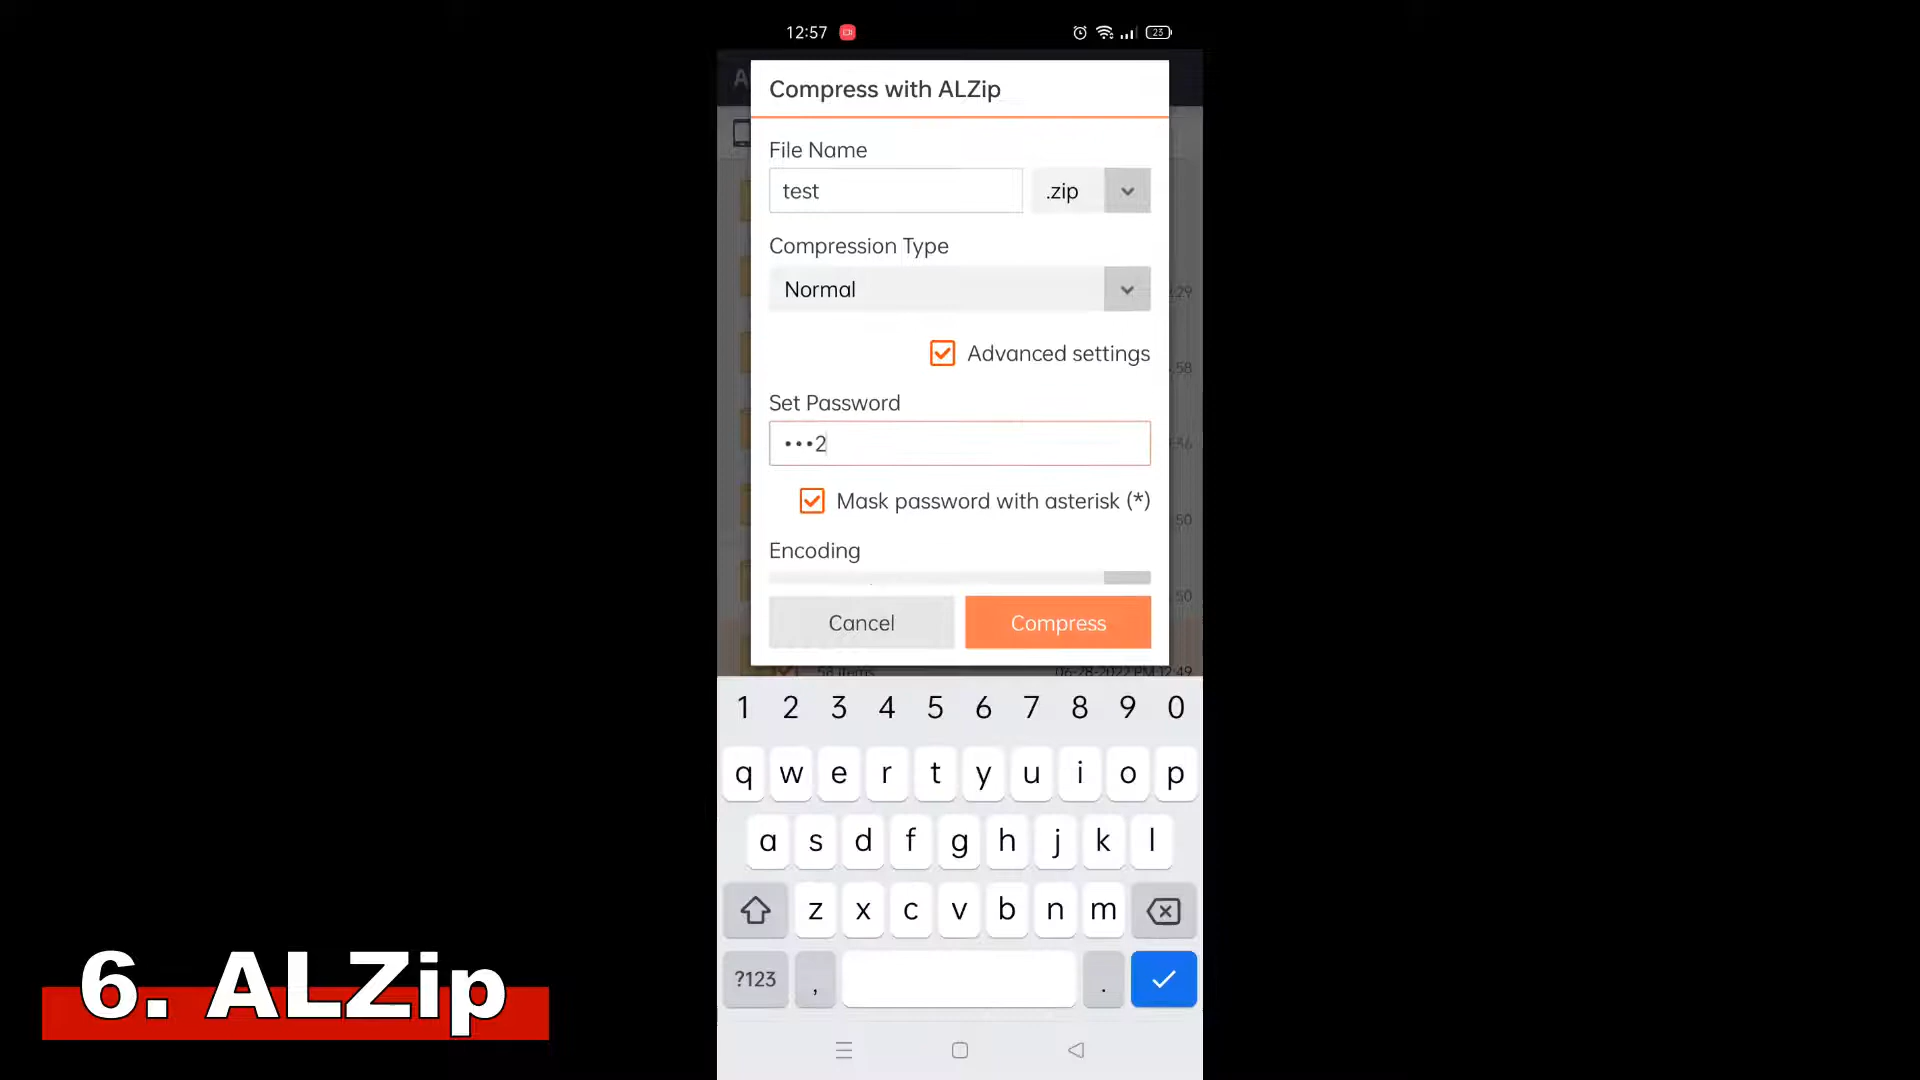 12:57
23
Compress with ALZip
File Name
test
.zip
Compression Type
Normal
Advanced settings
Set Password
•••2
Mask password with asterisk (*)
Encoding
Cancel
Compress
1 2 3 4 5 6 7 8 9 0
q w e r t y u i o p
a s d f g h j k l
z x c v b n m
?123 , .
6. ALZip